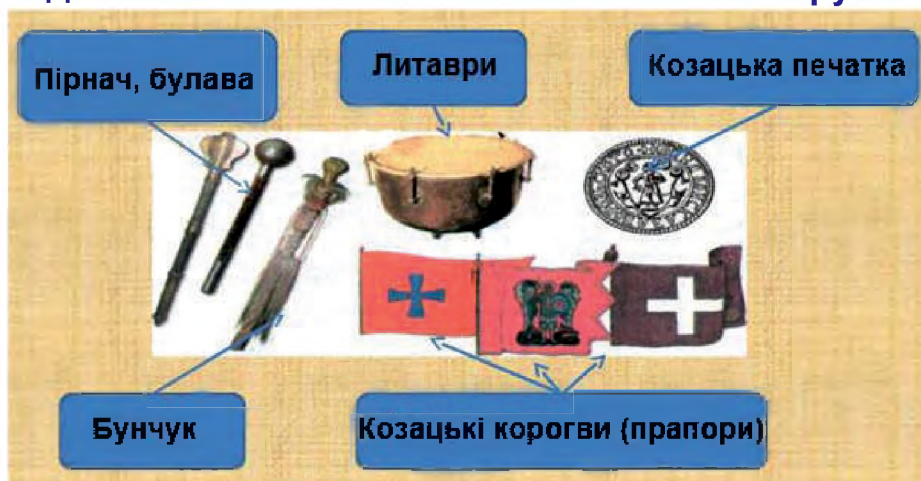 Пірнач, булава
Литаври
Козацька печатка
Бунчук
Козацькі корогви (прапори)